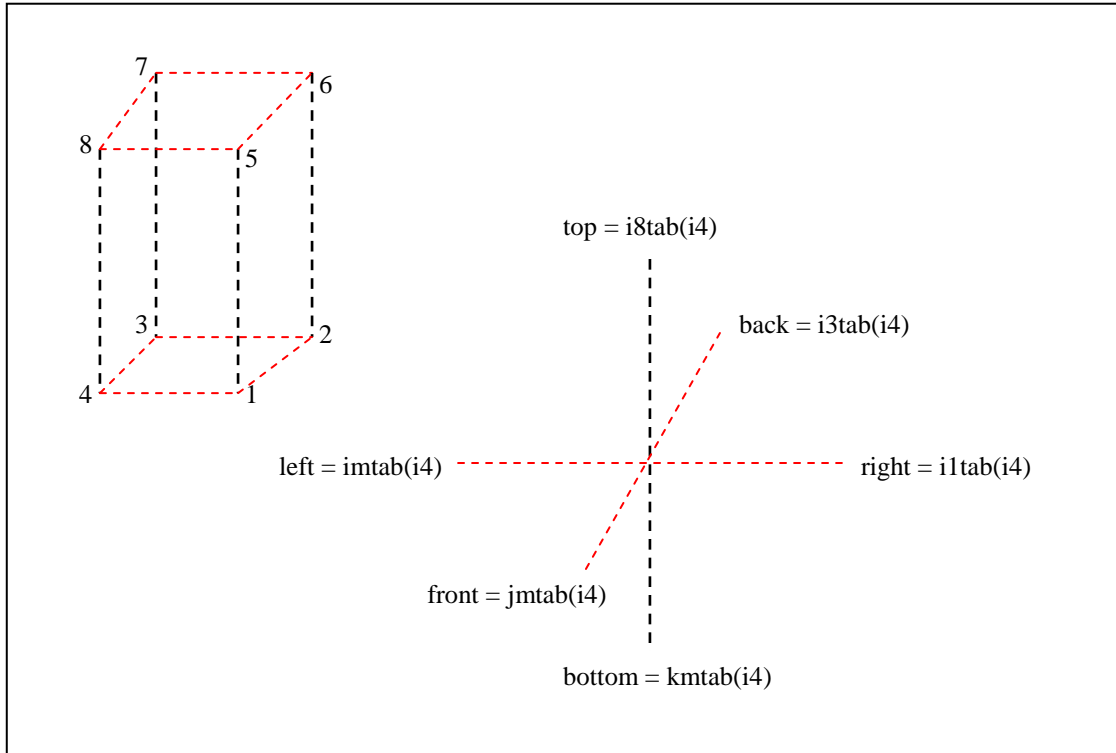 7
6
8
5
3
2
4
1
top = i8tab(i4)
back = i3tab(i4)
left = imtab(i4)
right = i1tab(i4)
front = jmtab(i4)
bottom = kmtab(i4)